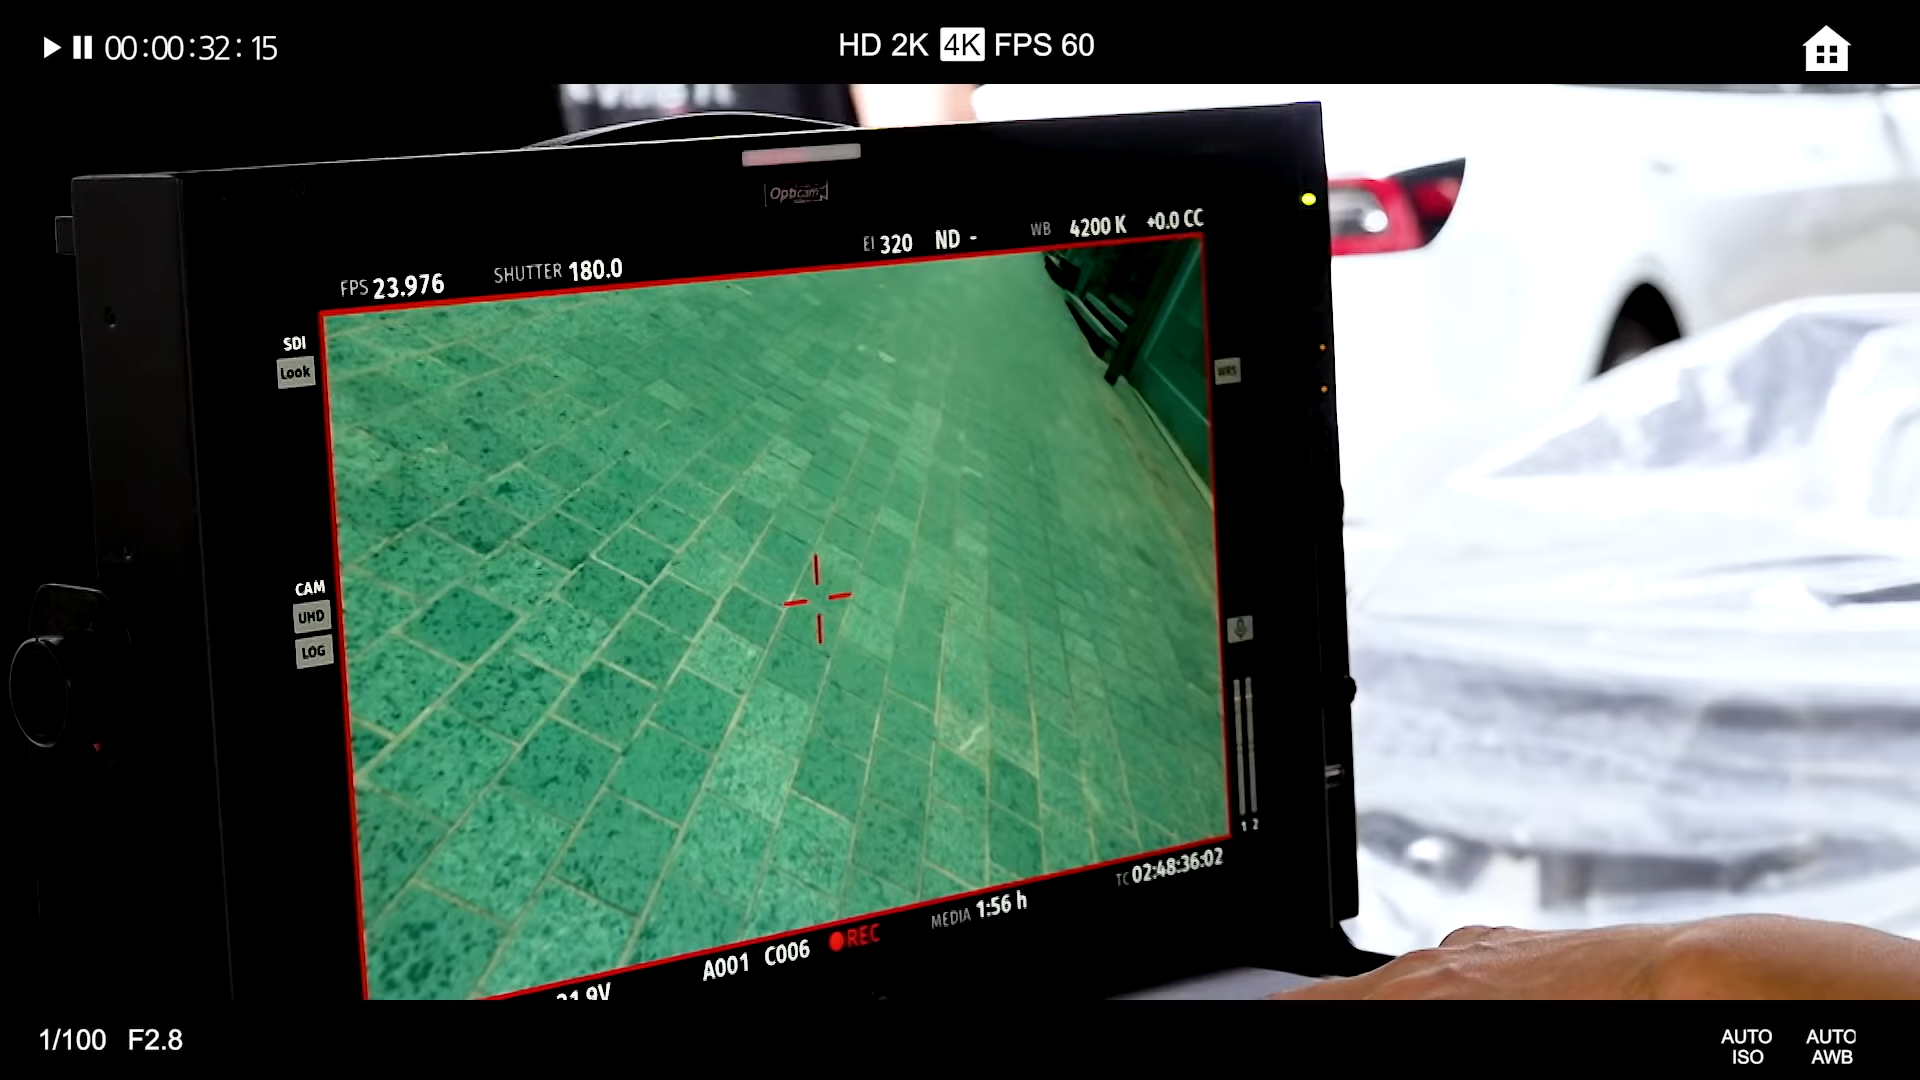 00:00:32:15
HD 2K 4K FPS 60
Opticam
FPS 23.976 SHUTTER 180.0 EI 320 ND - WB 4200 K +0.0 CC
SDI
Look
CAM
UHD
LOG
1 2
A001 C006 REC MEDIA 1:56 h TC 02:48:36:02
1/100 F2.8
AUTO ISO
AUTO AWB